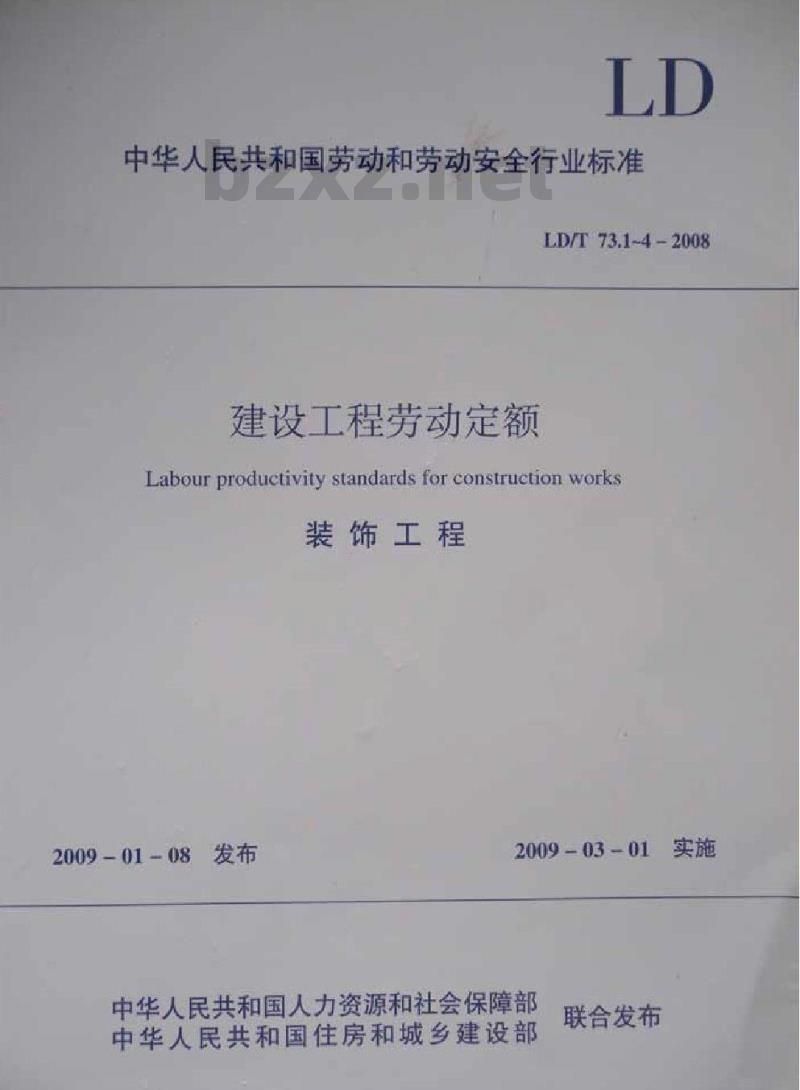 LD
中华人民共和国劳动和劳动安全行业标准
bzxz.net
LD/T 73.1~4－2008
建设工程劳动定额
Labour productivity standards for construction works
装饰工程
2009－01－08 发布
2009－03－01 实施
中华人民共和国人力资源和社会保障部
中华人民共和国住房和城乡建设部
联合发布